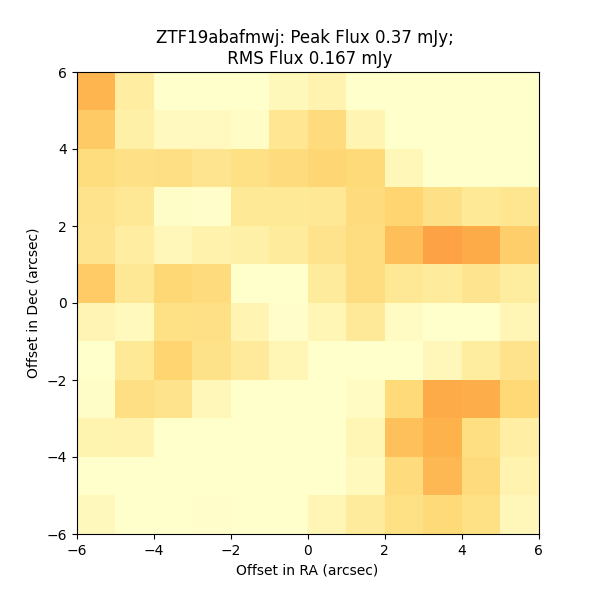 ZTF19abafmwj: Peak Flux 0.37 mJy;
RMS Flux 0.167 mJy
6
4
2
0
−2
−4
−6
Offset in Dec (arcsec)
−6 −4 −2 0 2 4 6
Offset in RA (arcsec)